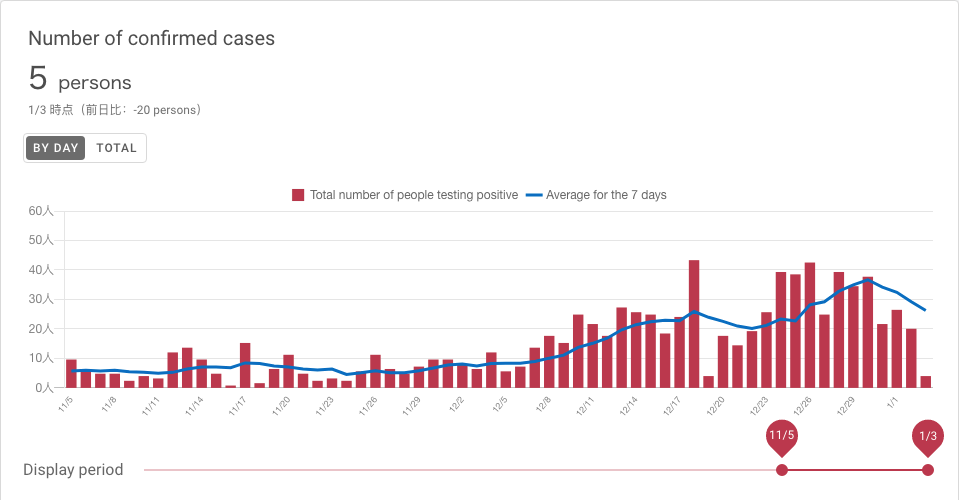 Number of confirmed cases
5 persons
1/3 時点（前日比：-20 persons）
BY DAY TOTAL
Total number of people testing positive Average for the 7 days
60人
50人
40人
30人
20人
10人
0人
11/5 11/8 11/11 11/14 11/17 11/20 11/23 11/26 11/29 12/2 12/5 12/8 12/11 12/14 12/17 12/20 12/23 12/26 12/29 1/1
11/5 1/3
Display period